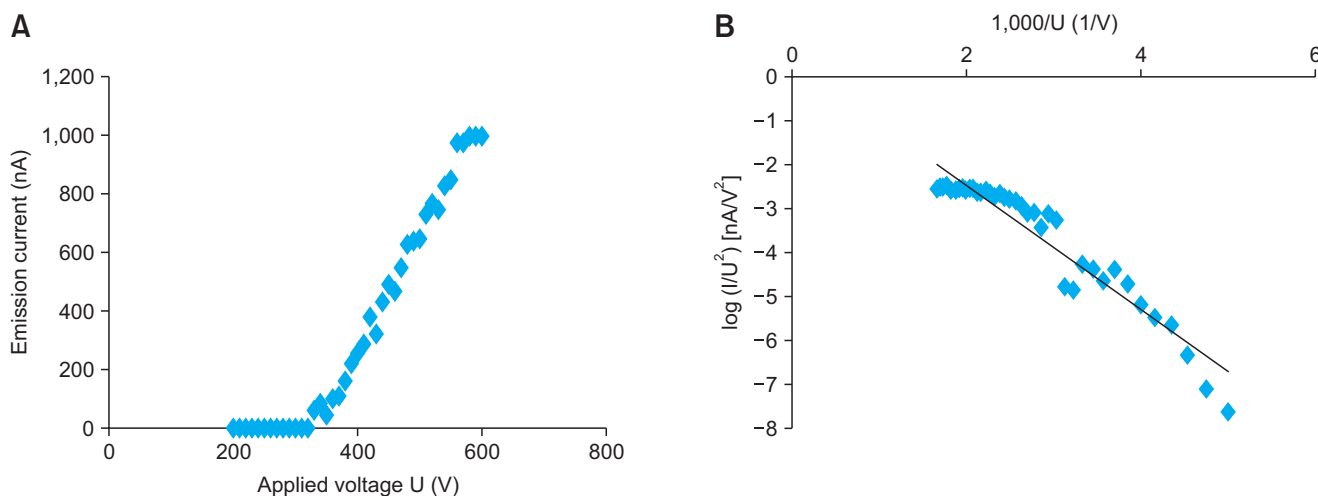 A
Emission current (nA)
1,200
1,000
800
600
400
200
0
0 200 400 600 800
Applied voltage U (V)
B
1,000/U (1/V)
0 2 4 6
log (I/U²) [nA/V²]
0
−1
−2
−3
−4
−5
−6
−7
−8